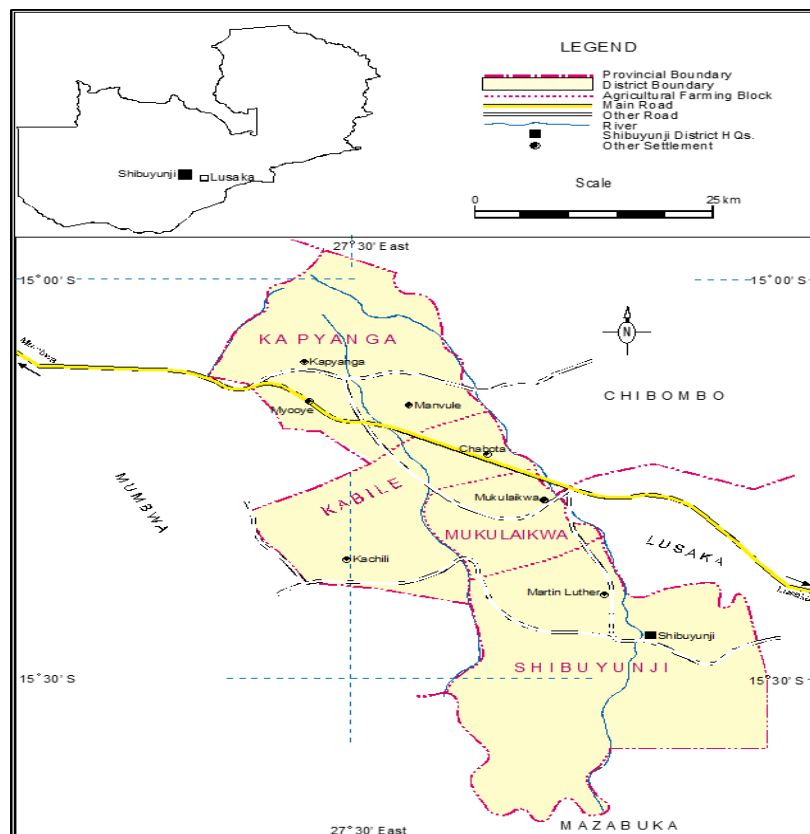 LEGEND
Provincial Boundary
District Boundary
Agricultural Farming Block
Main Road
Other Road
River
Shibuyunji District HQs.
Other Settlement
Scale
0 25 km
Shibuyunji
Lusaka
27° 30' East
15° 00' S
15° 00' S
N
KAPYANGA
Mumbwa
Kapyanga
CHIBOMBO
Mycoye
Manvule
Chabota
MUMBWA
KABILE
Mukulaikwa
MUKULAIKWA
LUSAKA
Kachili
Martin Luther
Shibuyunji
SHIBUYUNJI
15° 30' S
15° 30' S
MAZABUKA
27° 30' East